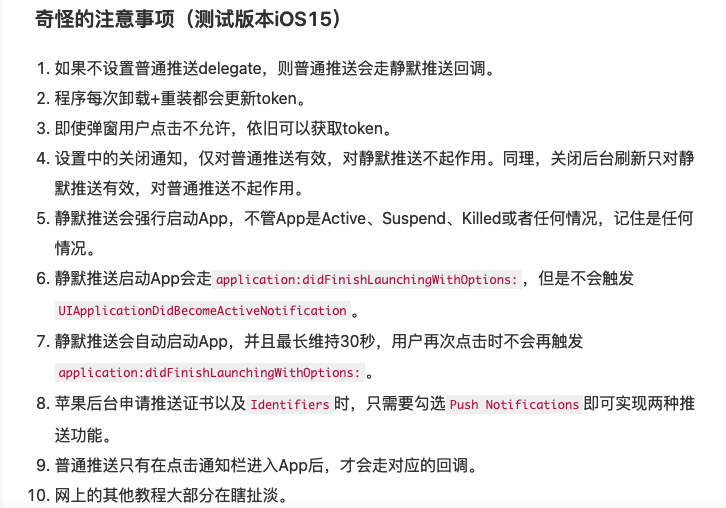 奇怪的注意事项（测试版本iOS15）
1. 如果不设置普通推送delegate，则普通推送会走静默推送回调。
2. 程序每次卸载+重装都会更新token。
3. 即使弹窗用户点击不允许，依旧可以获取token。
4. 设置中的关闭通知，仅对普通推送有效，对静默推送不起作用。同理，关闭后台刷新只对静
默推送有效，对普通推送不起作用。
5. 静默推送会强行启动App，不管App是Active、Suspend、Killed或者任何情况，记住是任何
情况。
6. 静默推送启动App会走 application:didFinishLaunchingWithOptions: ，但是不会触发
UIApplicationDidBecomeActiveNotification 。
7. 静默推送会自动启动App，并且最长维持30秒，用户再次点击时不会再触发
application:didFinishLaunchingWithOptions: 。
8. 苹果后台申请推送证书以及 Identifiers 时，只需要勾选 Push Notifications 即可实现两种推
送功能。
9. 普通推送只有在点击通知栏进入App后，才会走对应的回调。
10. 网上的其他教程大部分在瞎扯淡。